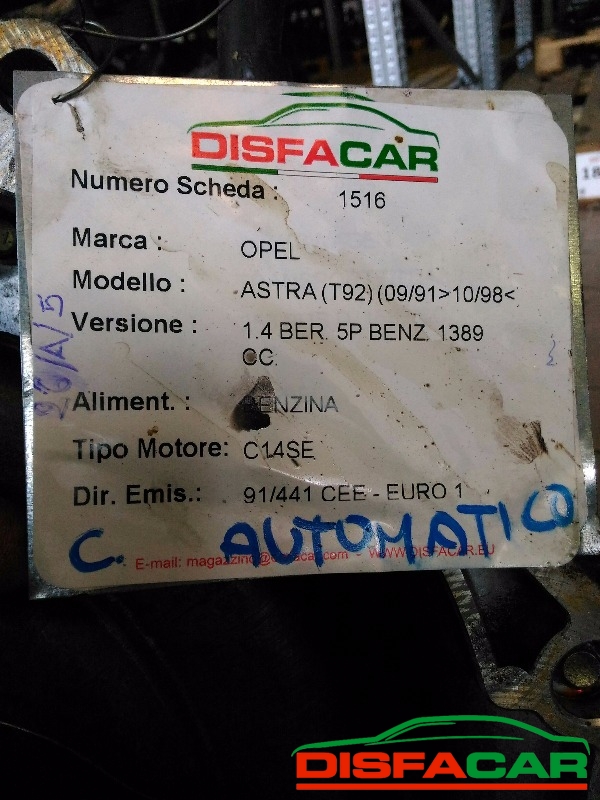 DISFACAR
Numero Scheda : 1516
Marca : OPEL
Modello : ASTRA (T92) (09/91>10/98<
Versione : 1.4 BER. 5P BENZ. 1389
CC.
Aliment. : BENZINA
Tipo Motore: C14SE
Dir. Emis.: 91/441 CEE - EURO 1
C. AUTOMATICO
E-mail: magazzino@disfacar.com - WWW.DISFACAR.EU
DISFACAR